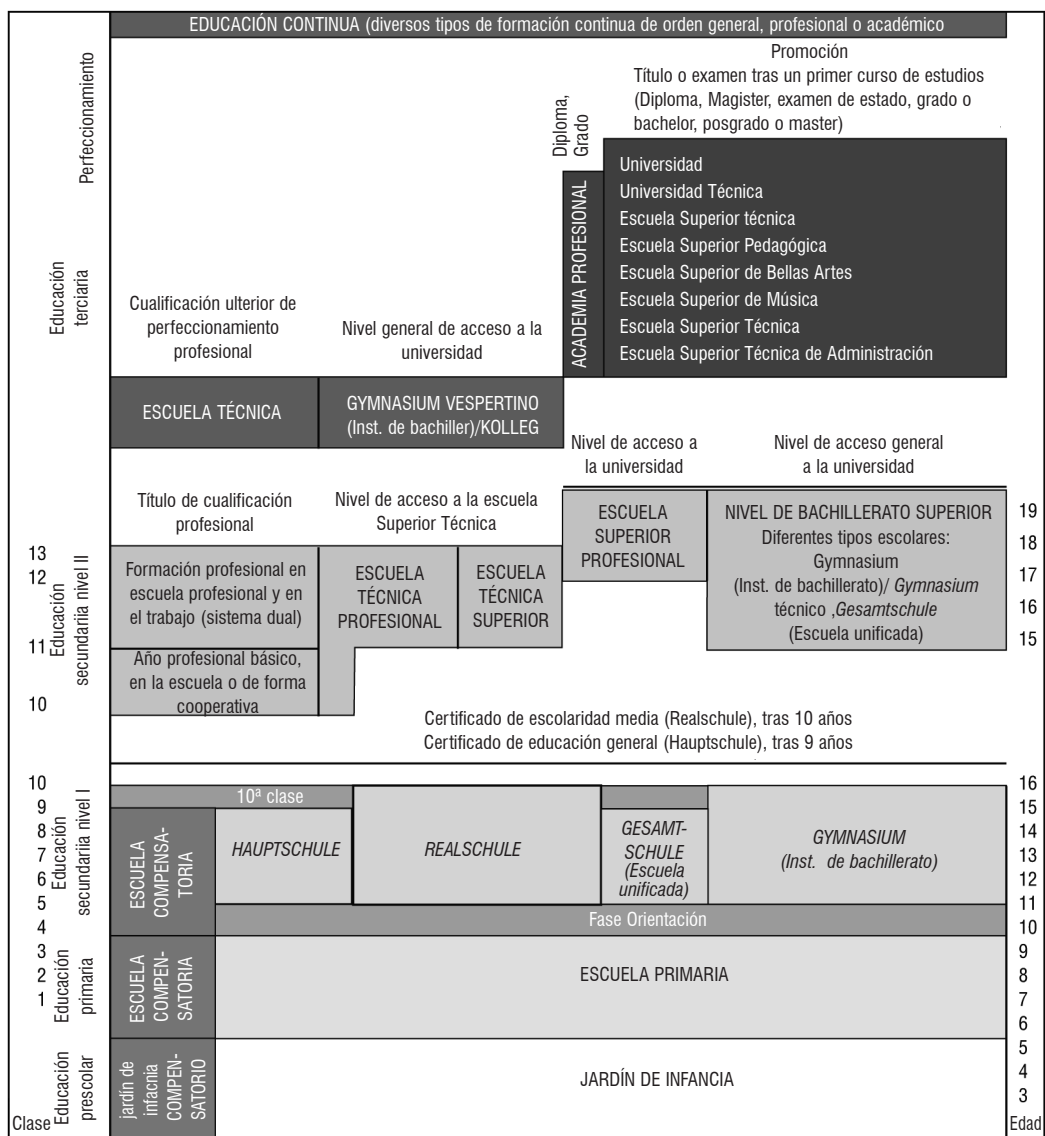 EDUCACIÓN CONTINUA (diversos tipos de formación continua de orden general, profesional o académico
Perfeccionamiento
Promoción
Título o examen tras un primer curso de estudios
(Diploma, Magister, examen de estado, grado o
bachelor, posgrado o master)
Diploma,
Grado
Educación
terciaria
ACADEMIA PROFESIONAL
Universidad
Universidad Técnica
Escuela Superior técnica
Escuela Superior Pedagógica
Escuela Superior de Bellas Artes
Escuela Superior de Música
Escuela Superior Técnica
Escuela Superior Técnica de Administración
Cualificación ulterior de
perfeccionamiento
profesional
Nivel general de acceso a la
universidad
ESCUELA TÉCNICA
GYMNASIUM VESPERTINO
(Inst. de bachiller)/KOLLEG
Nivel de acceso a
la universidad
Nivel de acceso general
a la universidad
Título de cualificación
profesional
Nivel de acceso a la escuela
Superior Técnica
13
12
11
10
Educación
secundariia nivel II
Formación profesional en
escuela profesional y en
el trabajo (sistema dual)
Año profesional básico,
en la escuela o de forma
cooperativa
ESCUELA
TÉCNICA
PROFESIONAL
ESCUELA
TÉCNICA
SUPERIOR
ESCUELA
SUPERIOR
PROFESIONAL
NIVEL DE BACHILLERATO SUPERIOR
Diferentes tipos escolares:
Gymnasium
(Inst. de bachillerato)/ Gymnasium
técnico ,Gesamtschule
(Escuela unificada)
19
18
17
16
15
Certificado de escolaridad media (Realschule), tras 10 años
Certificado de educación general (Hauptschule), tras 9 años
10
9
8
7
6
5
4
Educación
secundariia nivel I
10ª clase
ESCUELA
COMPENSA-
TORIA
HAUPTSCHULE
REALSCHULE
GESAMT-
SCHULE
(Escuela
unificada)
GYMNASIUM
(Inst. de bachillerato)
Fase Orientación
16
15
14
13
12
11
10
3
2
1
Educación
primaria
ESCUELA
COMPEN-
SATORIA
ESCUELA PRIMARIA
9
8
7
6
Educación
prescolar
jardín de
infacnia
COMPEN-
SATORIO
JARDÍN DE INFANCIA
5
4
3
Clase
Edad